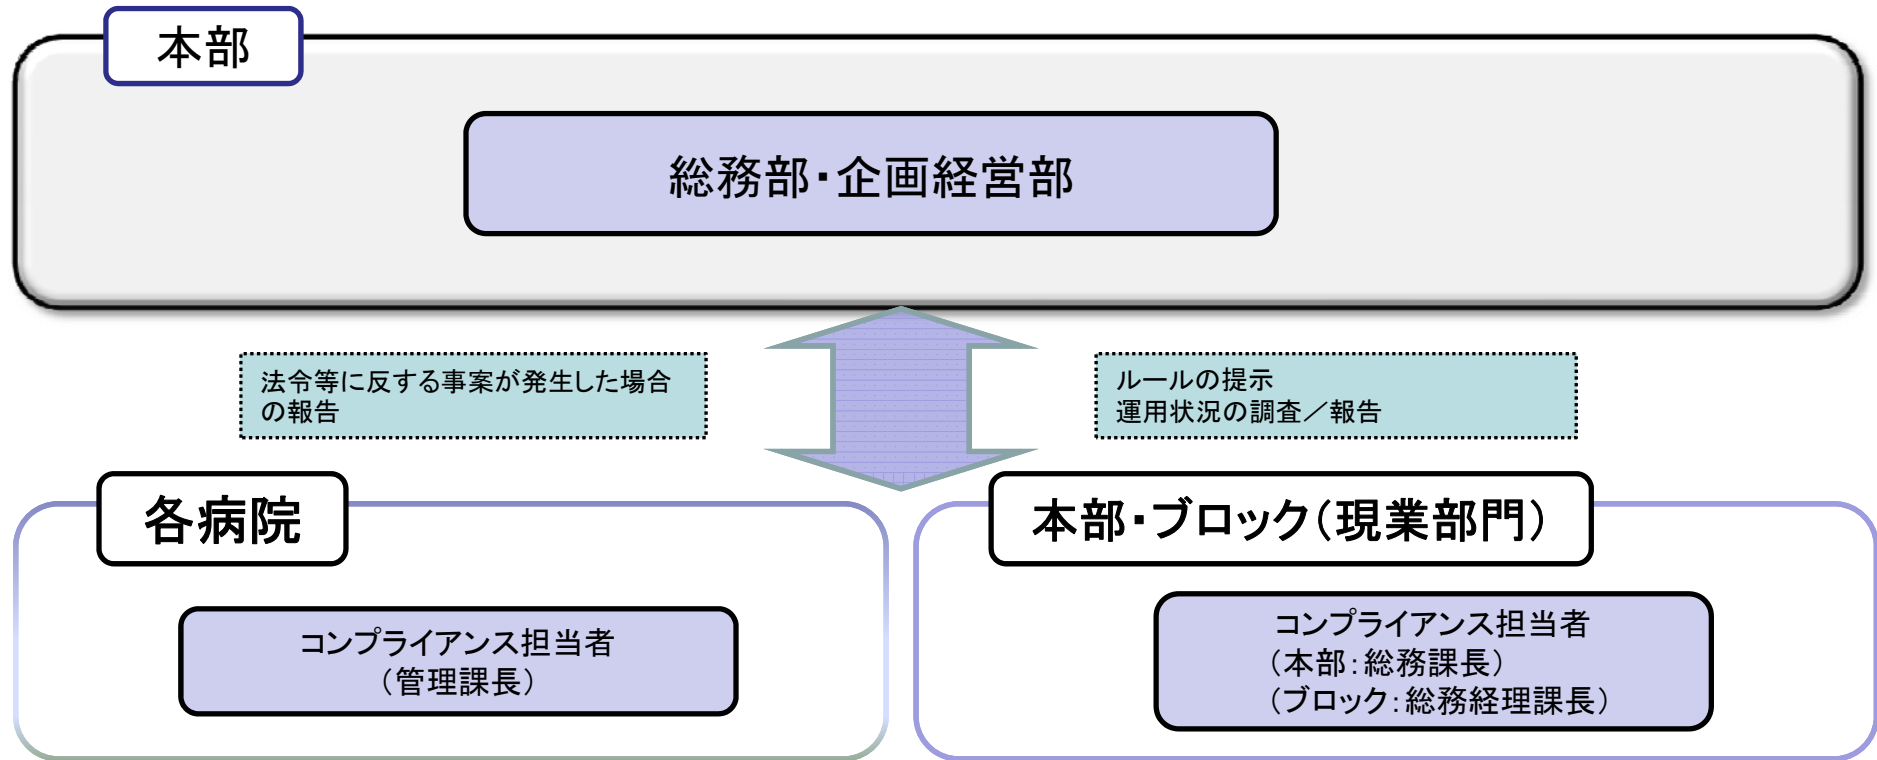 本部
総務部・企画経営部
法令等に反する事案が発生した場合
の報告
ルールの提示
運用状況の調査／報告
各病院
コンプライアンス担当者
（管理課長）
本部・ブロック（現業部門）
コンプライアンス担当者
（本部：総務課長）
（ブロック：総務経理課長）